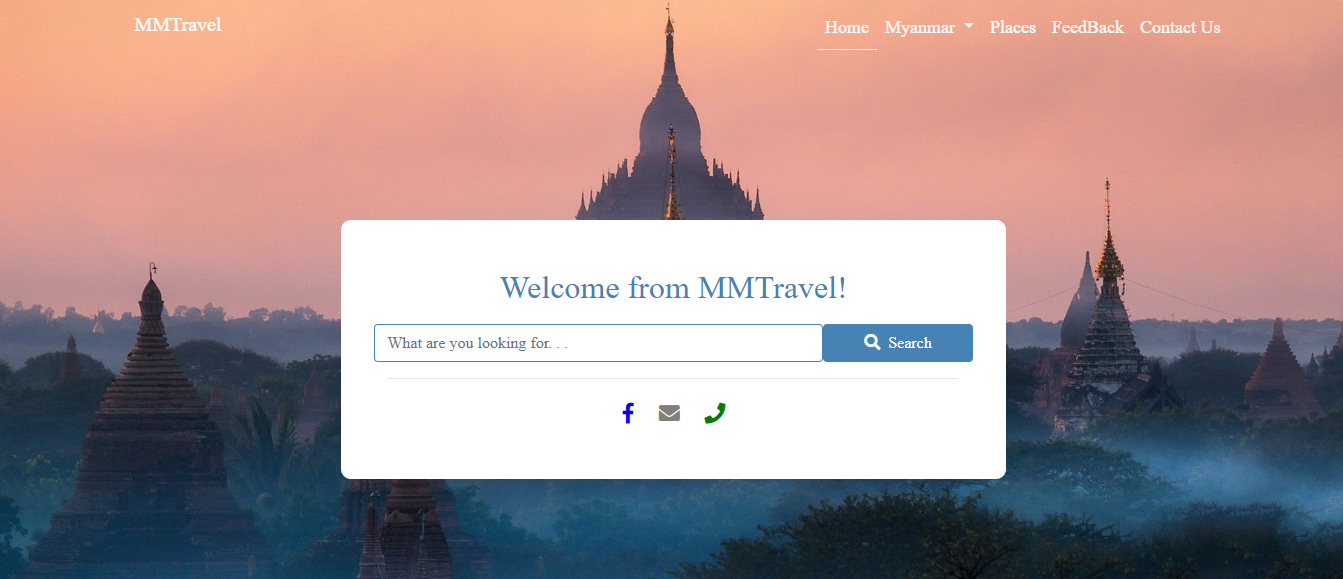 MMTravel
Home Myanmar Places FeedBack Contact Us
Welcome from MMTravel!
What are you looking for. . .
Search